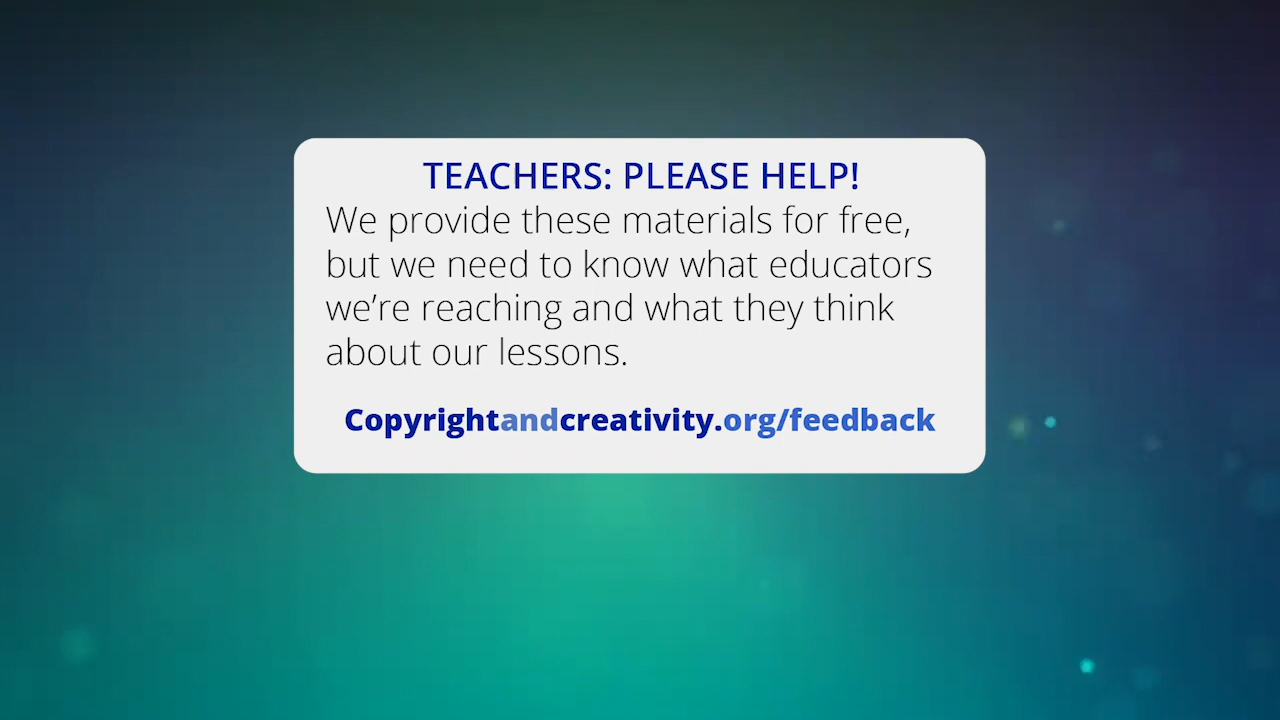 TEACHERS: PLEASE HELP!
We provide these materials for free,
but we need to know what educators
we’re reaching and what they think
about our lessons.
Copyrightandcreativity.org/feedback